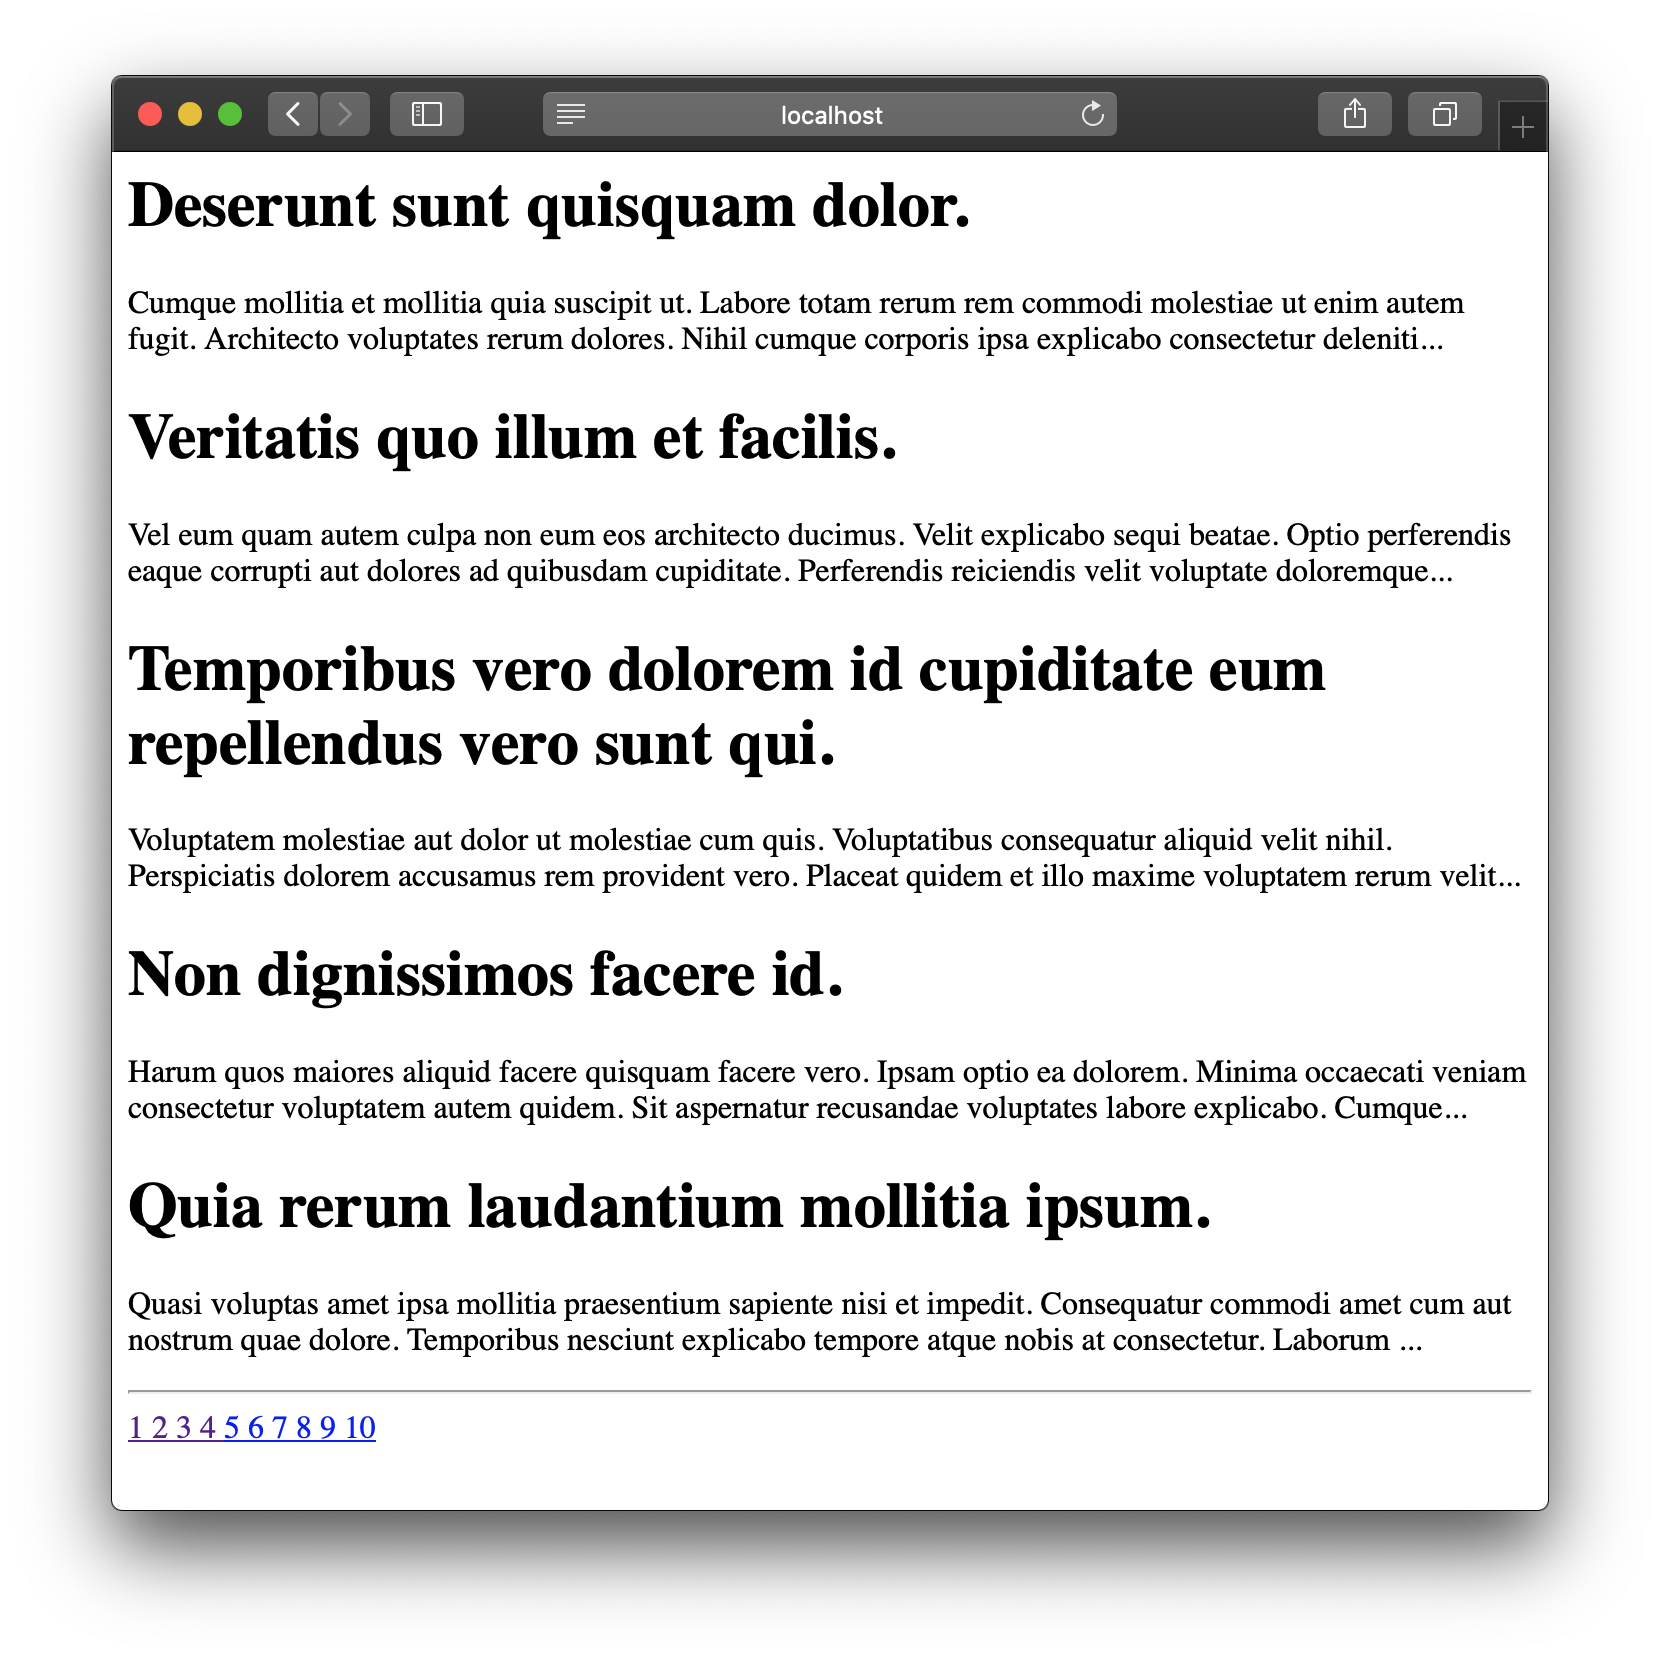 localhost
Deserunt sunt quisquam dolor.
Cumque mollitia et mollitia quia suscipit ut. Labore totam rerum rem commodi molestiae ut enim autem
fugit. Architecto voluptates rerum dolores. Nihil cumque corporis ipsa explicabo consectetur deleniti...
Veritatis quo illum et facilis.
Vel eum quam autem culpa non eum eos architecto ducimus. Velit explicabo sequi beatae. Optio perferendis
eaque corrupti aut dolores ad quibusdam cupiditate. Perferendis reiciendis velit voluptate doloremque...
Temporibus vero dolorem id cupiditate eum
repellendus vero sunt qui.
Voluptatem molestiae aut dolor ut molestiae cum quis. Voluptatibus consequatur aliquid velit nihil.
Perspiciatis dolorem accusamus rem provident vero. Placeat quidem et illo maxime voluptatem rerum velit...
Non dignissimos facere id.
Harum quos maiores aliquid facere quisquam facere vero. Ipsam optio ea dolorem. Minima occaecati veniam
consectetur voluptatem autem quidem. Sit aspernatur recusandae voluptates labore explicabo. Cumque...
Quia rerum laudantium mollitia ipsum.
Quasi voluptas amet ipsa mollitia praesentium sapiente nisi et impedit. Consequatur commodi amet cum aut
nostrum quae dolore. Temporibus nesciunt explicabo tempore atque nobis at consectetur. Laborum ...
1 2 3 4 5 6 7 8 9 10